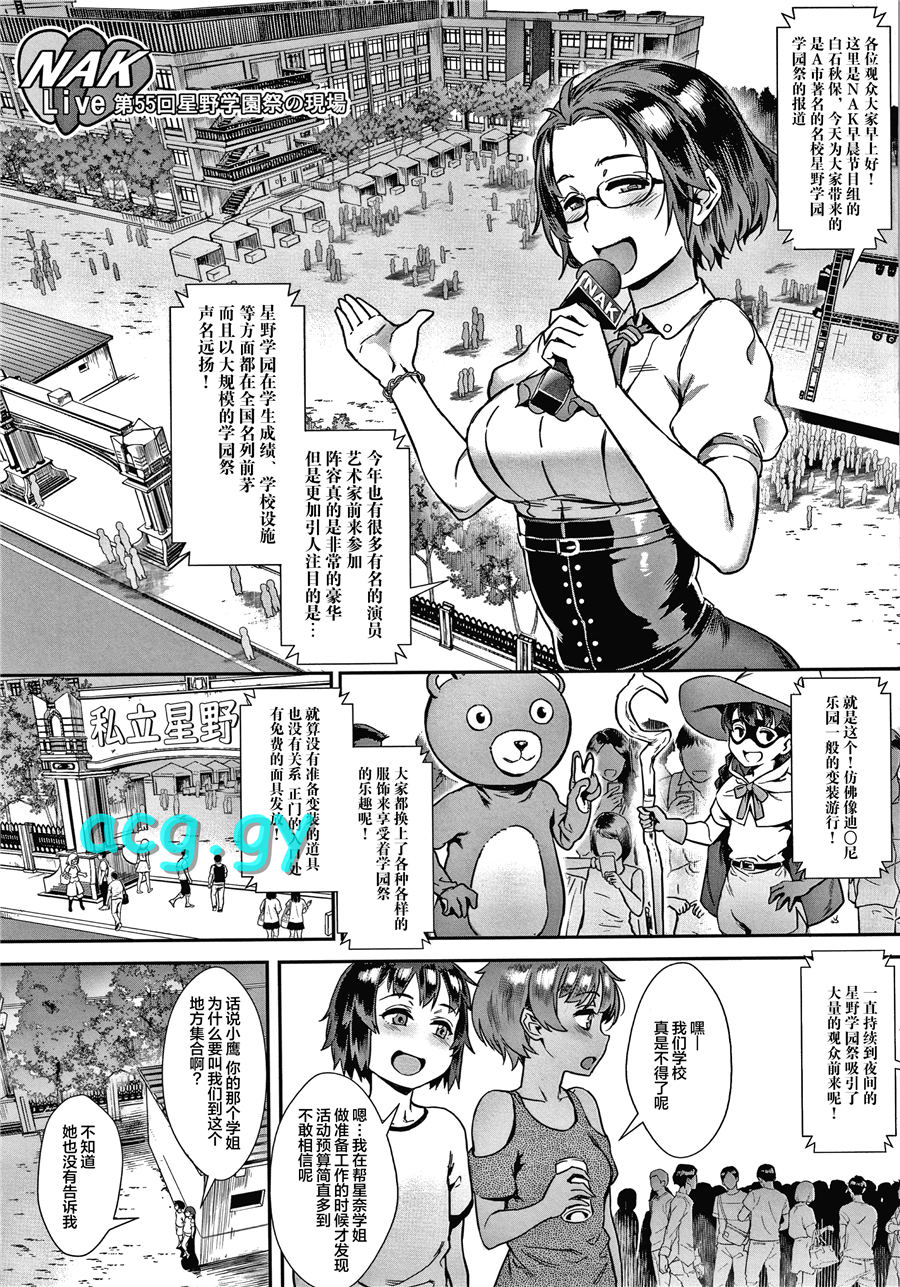 NAK
Live 第55回星野学園祭の現場
各位观众大家早上好！
这里是NAK早晨节目组的
白石秋保，今天为大家带来的
是A市著名的名校星野学园
学园祭的报道
NAK
星野学园在学生成绩、学校设施
等方面都在全国名列前茅
而且以大规模的学园祭
声名远扬！
今年也有很多有名的演员
艺术家前来参加
阵容真的是非常的豪华
但是更加引人注目的是…
就是这个！仿佛像迪〇尼
乐园一般的变装游行！
大家都换上了各种各样的
服饰来享受着学园祭
的乐趣呢！
就算没有准备变装的道具
也没有关系 正门的
处
有免费的面具发放！
私立星野
acg.gy
一直持续到夜间的
星野学园祭吸引了
大量的观众前来呢！
嘿—
我们学校
真是不得了呢
嗯…我在帮星奈学姐
做准备工作的时候才发现
活动预算简直多到
不敢相信呢
话说小鹰 你的那个学姐
为什么要叫我们到这个
地方集合啊？
不知道
她也没有告诉我